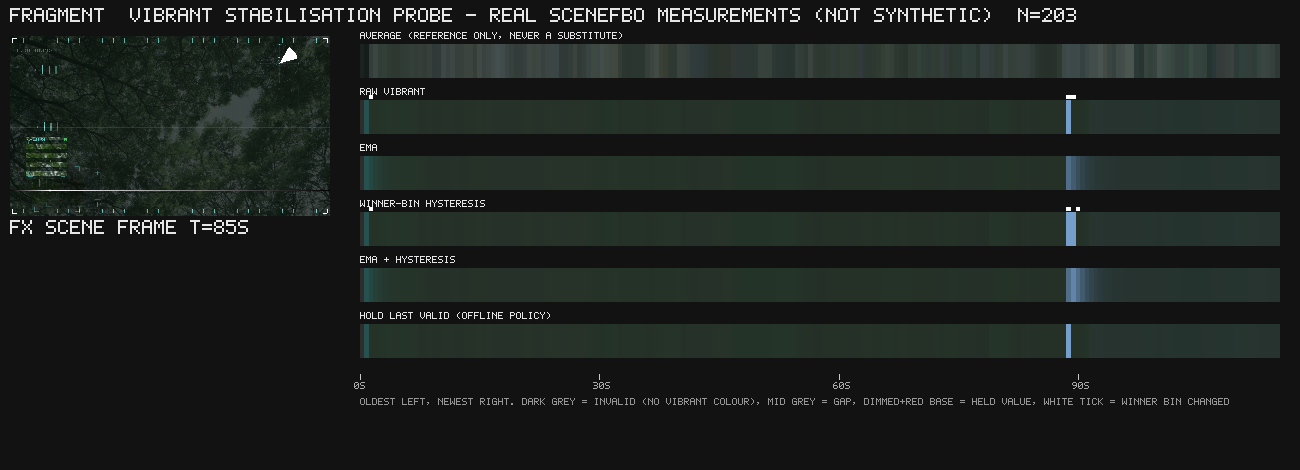 FRAGMENT  VIBRANT STABILISATION PROBE - REAL SCENEFBO MEASUREMENTS (NOT SYNTHETIC)  N=203
AVERAGE (REFERENCE ONLY, NEVER A SUBSTITUTE)
RAW VIBRANT
EMA
WINNER-BIN HYSTERESIS
FX SCENE FRAME T=85S
EMA + HYSTERESIS
HOLD LAST VALID (OFFLINE POLICY)
0S 30S 60S 90S
OLDEST LEFT, NEWEST RIGHT. DARK GREY = INVALID (NO VIBRANT COLOUR), MID GREY = GAP, DIMMED+RED BASE = HELD VALUE, WHITE TICK = WINNER BIN CHANGED